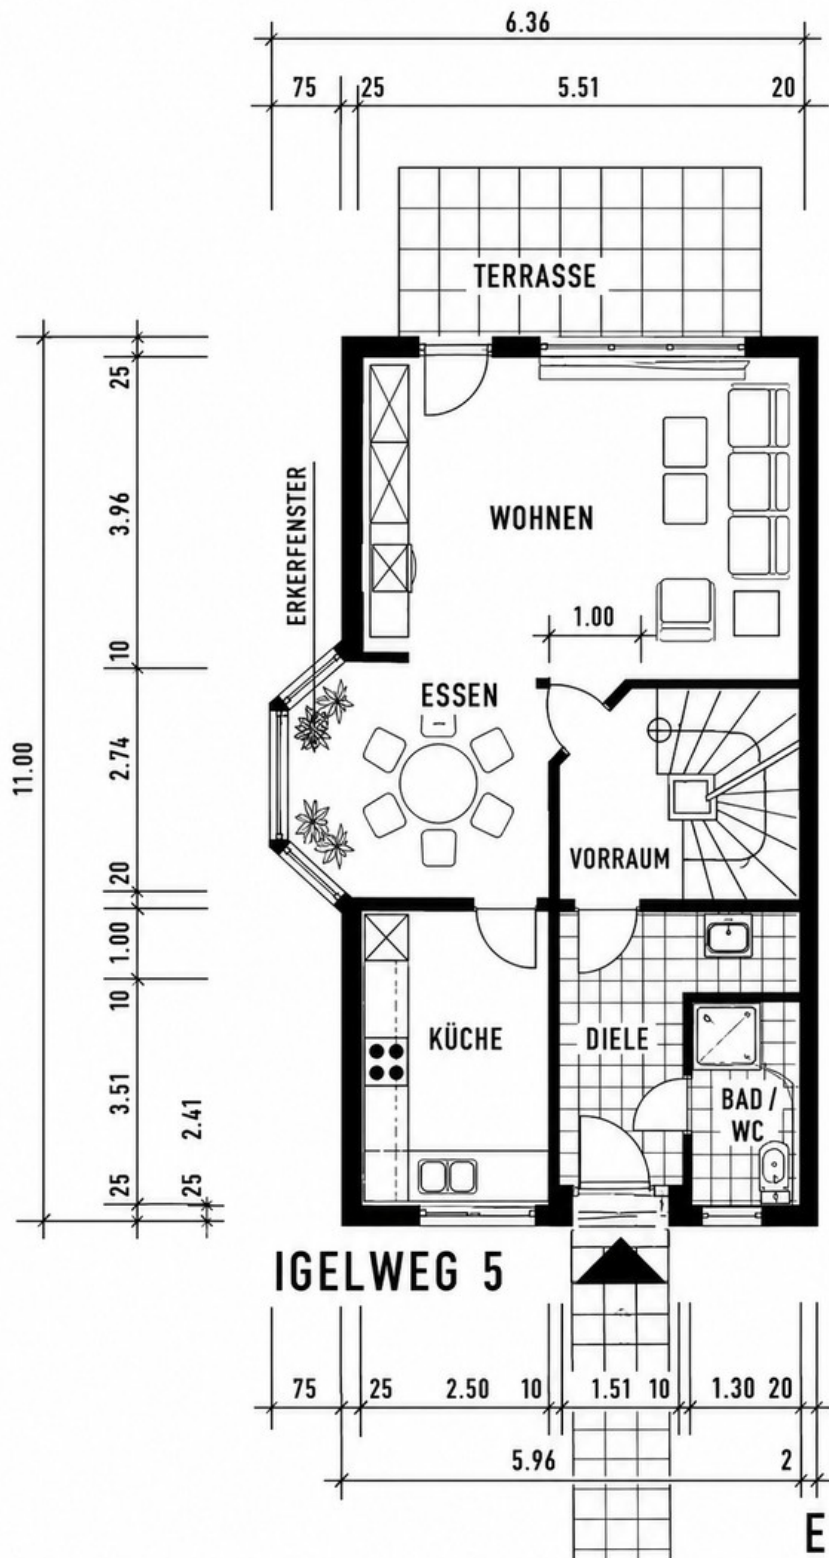 6.36
75 25 5.51 20
TERRASSE
25
3.96
10
2.74
20
1.00
10
3.51
25
11.00
2.41
25
ERKERFENSTER
WOHNEN
1.00
ESSEN
VORRAUM
KÜCHE
DIELE
BAD /
WC
IGELWEG 5
75 25 2.50 10 1.51 10 1.30 20
5.96 2
E